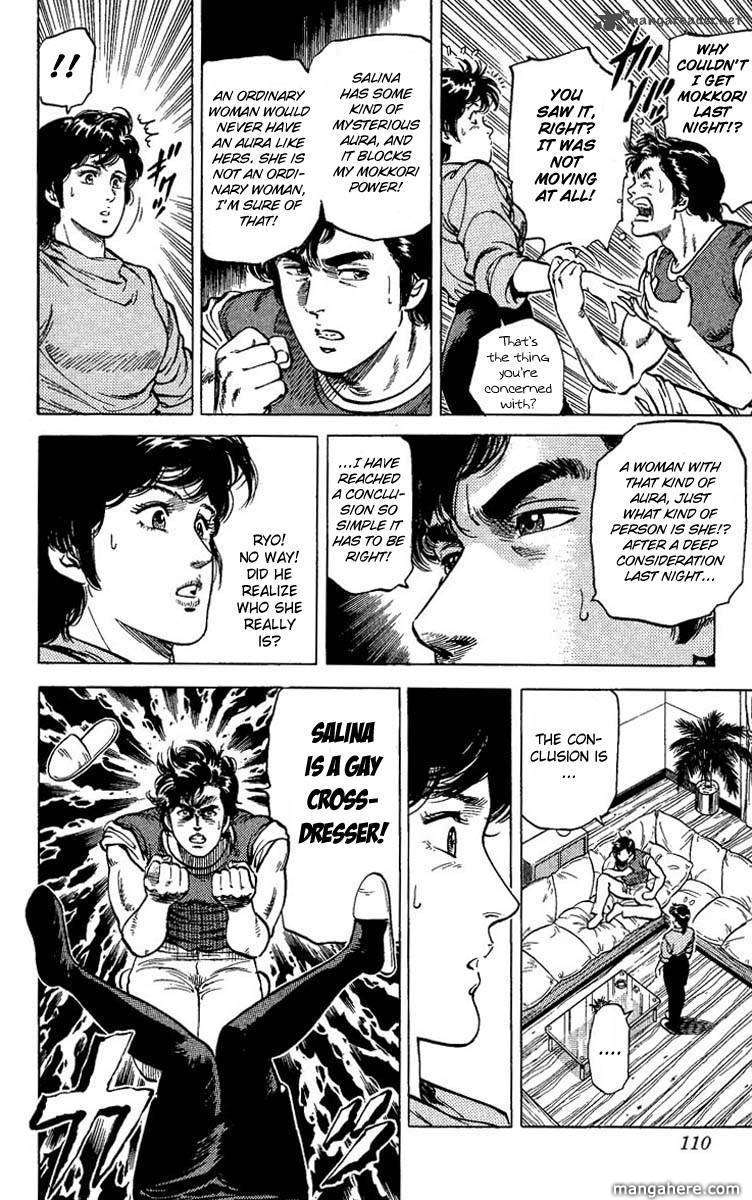 mangareader.net
WHY
COULDN'T
I GET
MOKKORI
LAST
NIGHT!?
YOU
SAW IT,
RIGHT?
IT WAS
NOT
MOVING
AT ALL!
That's
the thing
you're
concerned
with?
SALINA
HAS SOME
KIND OF
MYSTERIOUS
AURA, AND
IT BLOCKS
MY MOKKORI
POWER!
AN ORDINARY
WOMAN WOULD
NEVER HAVE
AN AURA LIKE
HERS. SHE IS
NOT AN ORDI-
NARY WOMAN,
I'M SURE OF
THAT!
!!
A WOMAN WITH
THAT KIND OF
AURA, JUST
WHAT KIND OF
PERSON IS SHE!?
AFTER A DEEP
CONSIDERATION
LAST NIGHT...
...I HAVE
REACHED
A CONCLU-
SION SO
SIMPLE IT
HAS TO BE
RIGHT!
RYO!
NO WAY!
DID HE
REALIZE
WHO SHE
REALLY
IS?
THE CON-
CLUSION IS
...
....
SALINA
IS A GAY
CROSS-
DRESSER!
110
mangahere.com